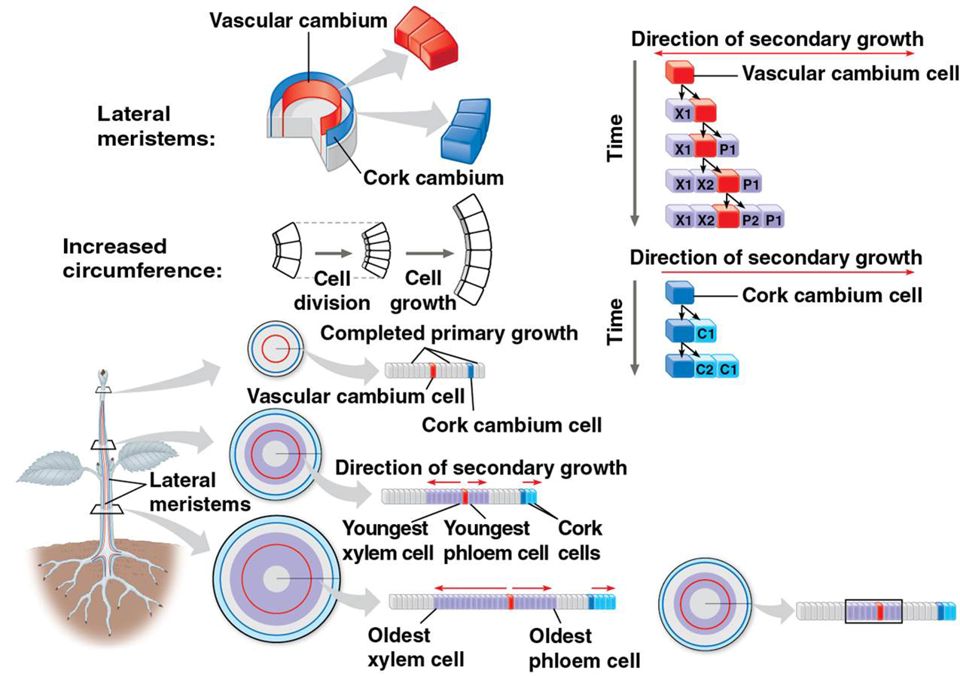 Vascular cambium
Lateral
meristems:
Cork cambium
Increased
circumference:
Cell
division
Cell
growth
Direction of secondary growth
Vascular cambium cell
Time
X1
X1 P1
X1 X2 P1
X1 X2 P2 P1
Direction of secondary growth
Cork cambium cell
Time
C1
C2 C1
Completed primary growth
Vascular cambium cell
Cork cambium cell
Lateral
meristems
Direction of secondary growth
Youngest
xylem cell
Youngest
phloem cell
Cork
cells
Oldest
xylem cell
Oldest
phloem cell